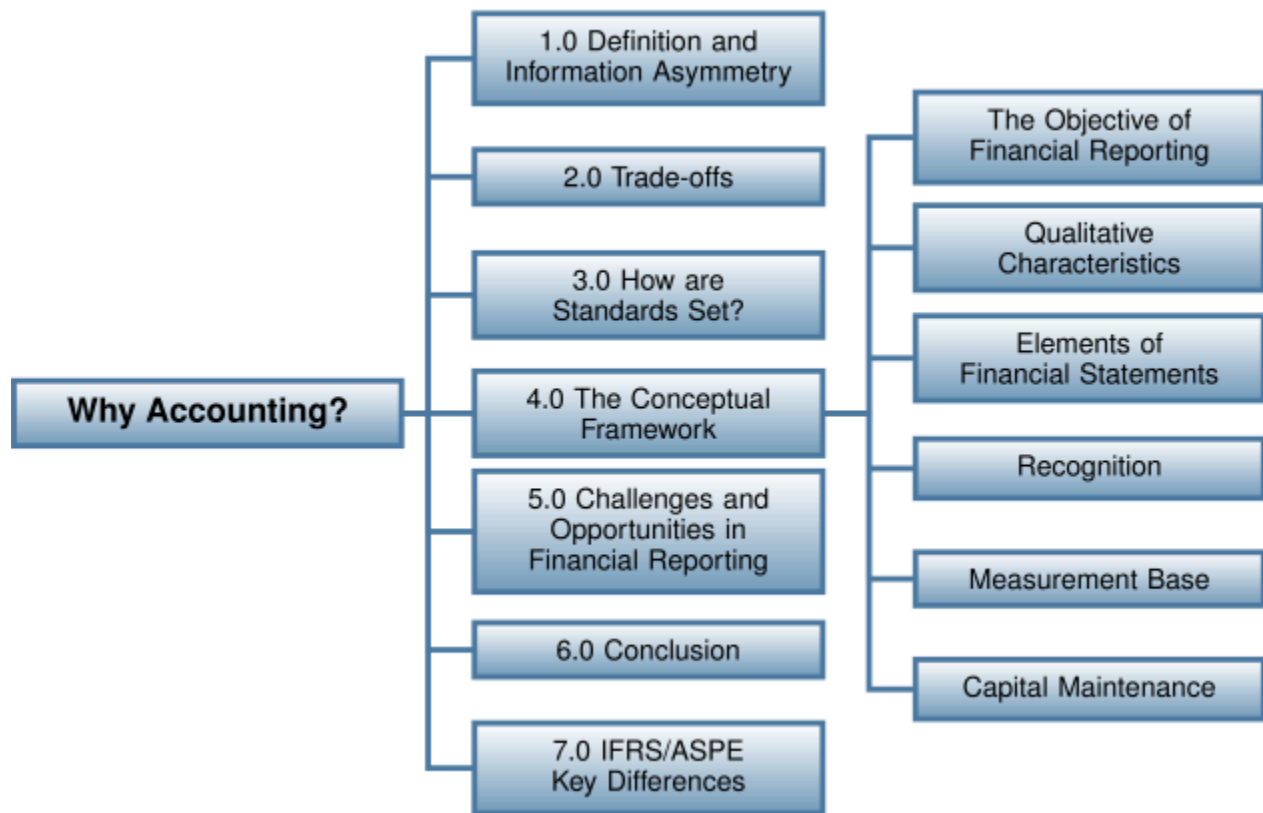 Why Accounting?
1.0 Definition and
Information Asymmetry
2.0 Trade-offs
3.0 How are
Standards Set?
4.0 The Conceptual
Framework
5.0 Challenges and
Opportunities in
Financial Reporting
6.0 Conclusion
7.0 IFRS/ASPE
Key Differences
The Objective of
Financial Reporting
Qualitative
Characteristics
Elements of
Financial Statements
Recognition
Measurement Base
Capital Maintenance